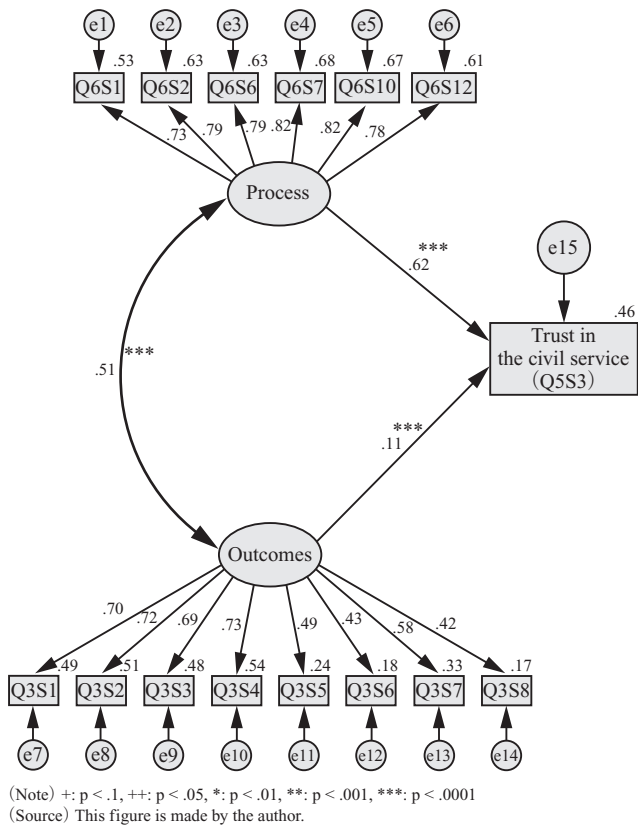 e1 e2 e3 e4 e5 e6
.53 .63 .63 .68 .67 .61
Q6S1 Q6S2 Q6S6 Q6S7 Q6S10 Q6S12
.73 .79 .79 .82 .82 .78
Process
e15
***
.62
.46
Trust in
the civil service
(Q5S3)
***
.51
***
.11
Outcomes
.70 .72 .69 .73 .49 .43 .58 .42
.49 .51 .48 .54 .24 .18 .33 .17
Q3S1 Q3S2 Q3S3 Q3S4 Q3S5 Q3S6 Q3S7 Q3S8
e7 e8 e9 e10 e11 e12 e13 e14
(Note) +: p < .1, ++: p < .05, *: p < .01, **: p < .001, ***: p < .0001
(Source) This figure is made by the author.